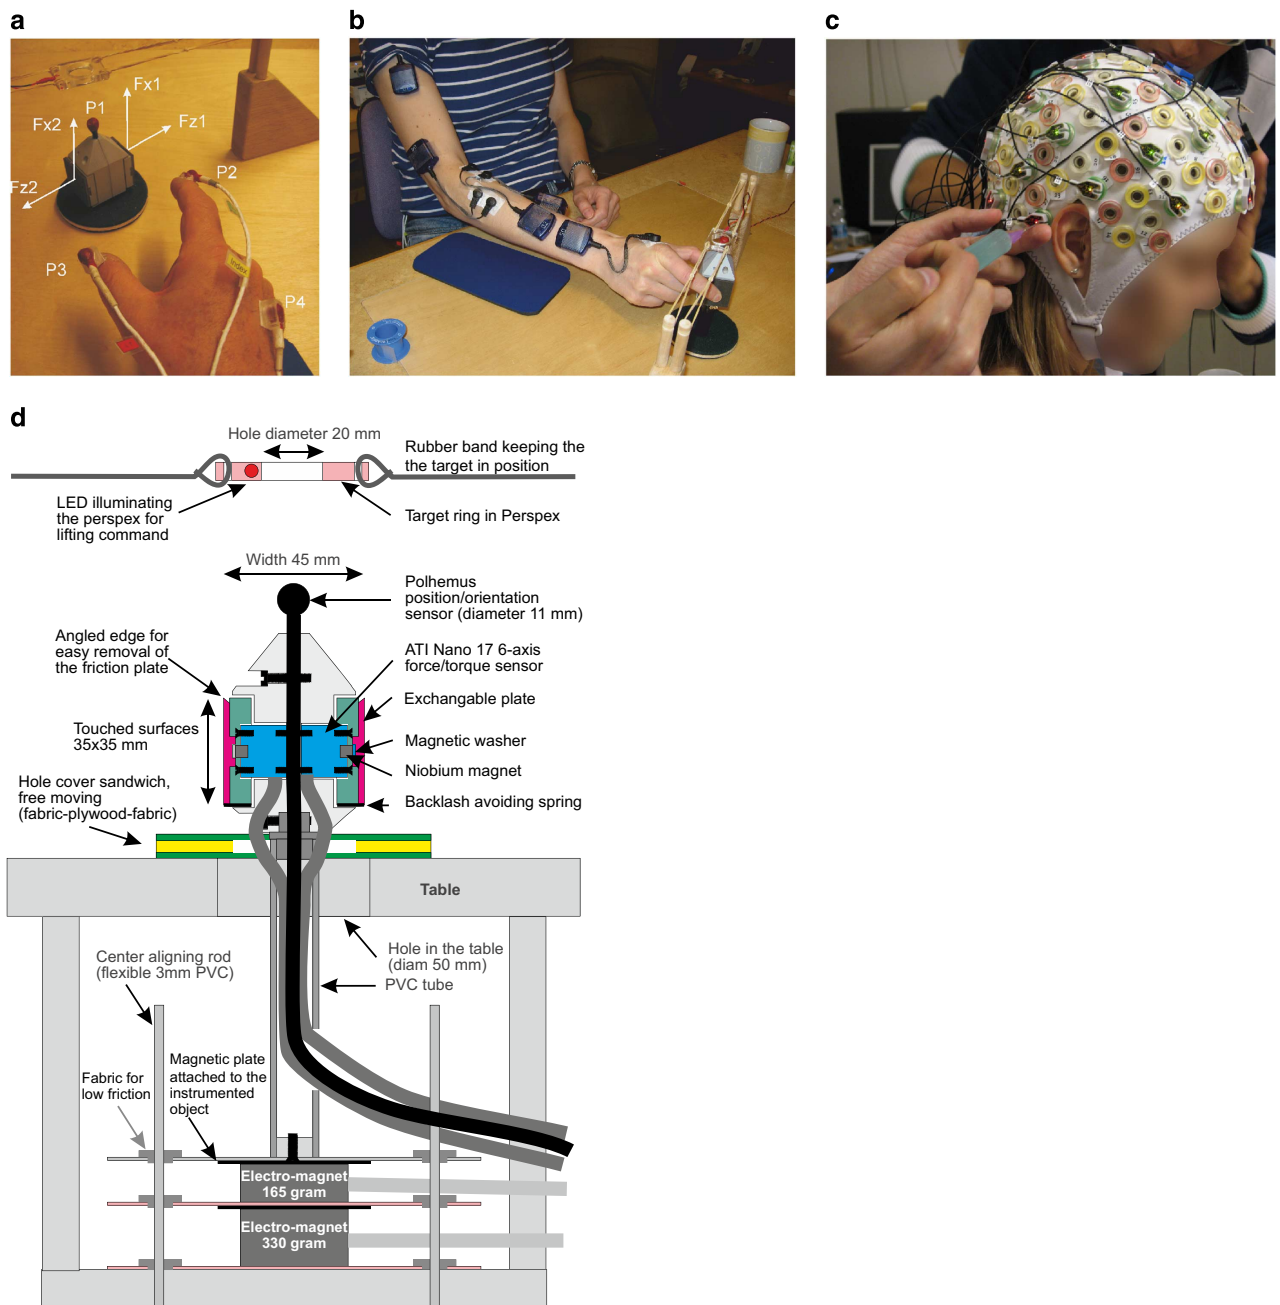 a
b
c
Fx1
P1
Fx2
Fz1
Fz2
P2
P3
index
P4
d
Hole diameter 20 mm
Rubber band keeping the
the target in position
LED illuminating
the perspex for
lifting command
Target ring in Perspex
Width 45 mm
Polhemus
position/orientation
sensor (diameter 11 mm)
Angled edge for
easy removal of
the friction plate
ATI Nano 17 6-axis
force/torque sensor
Exchangable plate
Touched surfaces
35x35 mm
Magnetic washer
Niobium magnet
Hole cover sandwich,
free moving
(fabric-plywood-fabric)
Backlash avoiding spring
Table
Center aligning rod
(flexible 3mm PVC)
Hole in the table
(diam 50 mm)
PVC tube
Magnetic plate
attached to the
instrumented
object
Fabric for
low friction
Electro-magnet
165 gram
Electro-magnet
330 gram